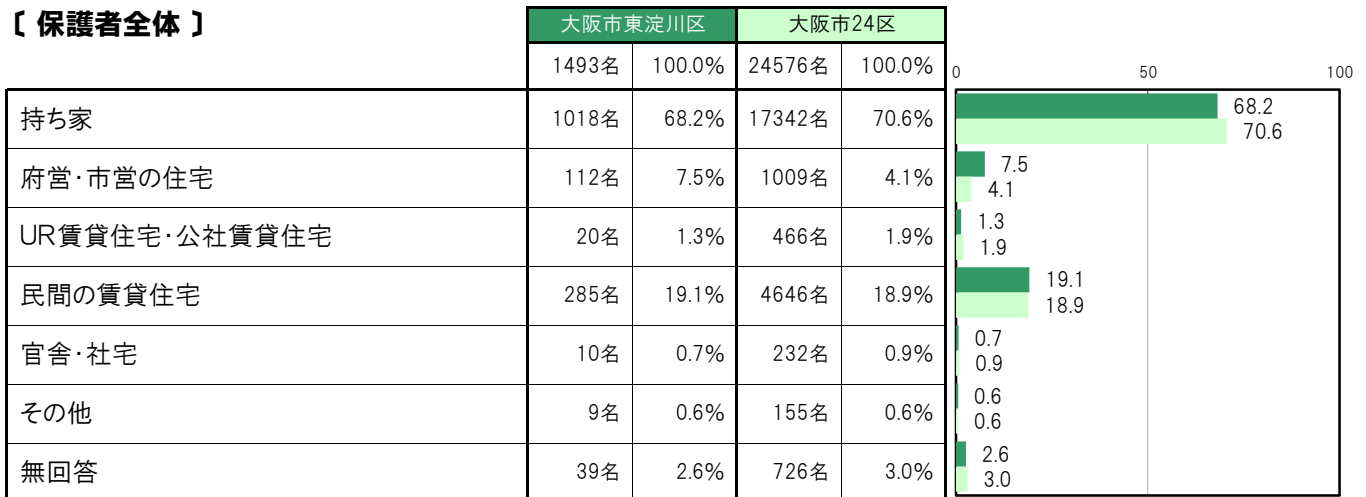 〔 保護者全体 〕
大阪市東淀川区 大阪市24区
1493名 100.0% 24576名 100.0%
0 50 100
持ち家 1018名 68.2% 17342名 70.6%
68.2
70.6
府営・市営の住宅 112名 7.5% 1009名 4.1%
7.5
4.1
UR賃貸住宅・公社賃貸住宅 20名 1.3% 466名 1.9%
1.3
1.9
民間の賃貸住宅 285名 19.1% 4646名 18.9%
19.1
18.9
官舎・社宅 10名 0.7% 232名 0.9%
0.7
0.9
その他 9名 0.6% 155名 0.6%
0.6
0.6
無回答 39名 2.6% 726名 3.0%
2.6
3.0